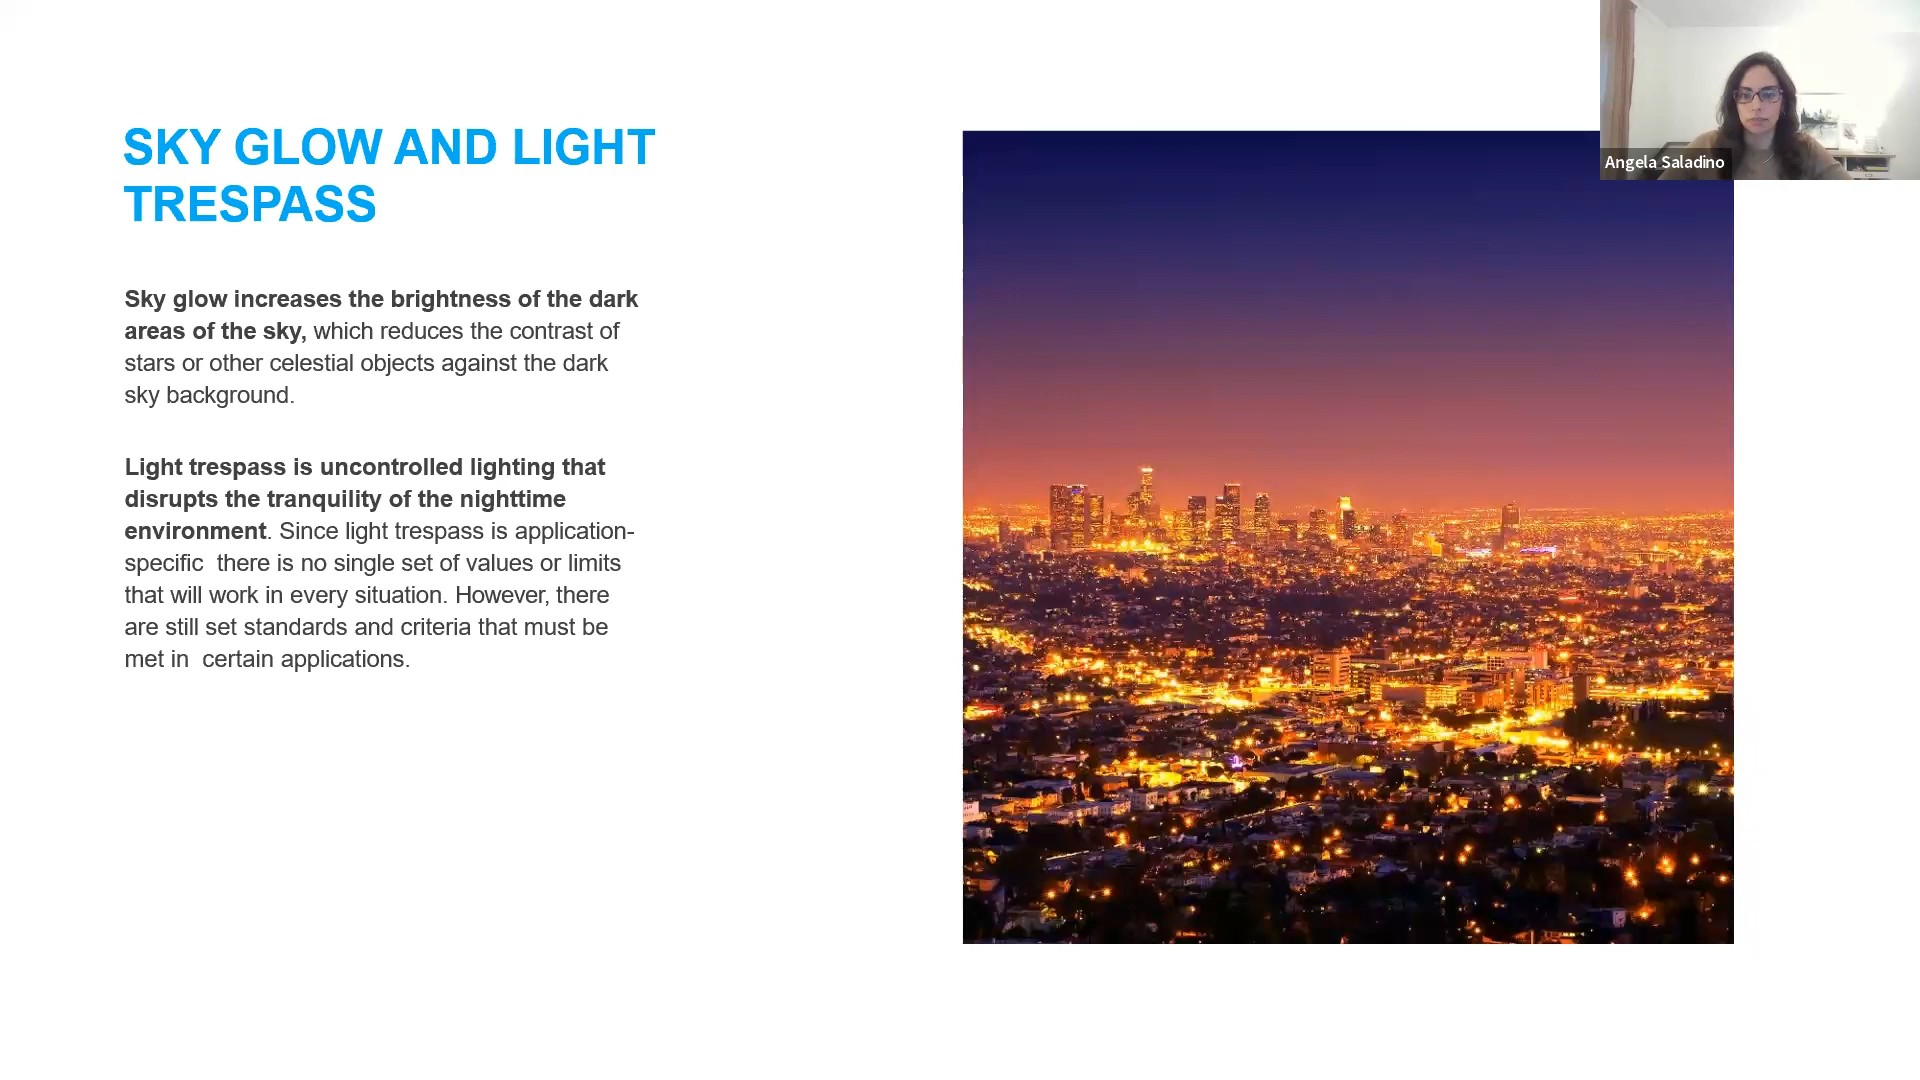 SKY GLOW AND LIGHT
TRESPASS
Sky glow increases the brightness of the dark
areas of the sky, which reduces the contrast of
stars or other celestial objects against the dark
sky background.
Light trespass is uncontrolled lighting that
disrupts the tranquility of the nighttime
environment. Since light trespass is application-
specific  there is no single set of values or limits
that will work in every situation. However, there
are still set standards and criteria that must be
met in  certain applications.
Angela Saladino